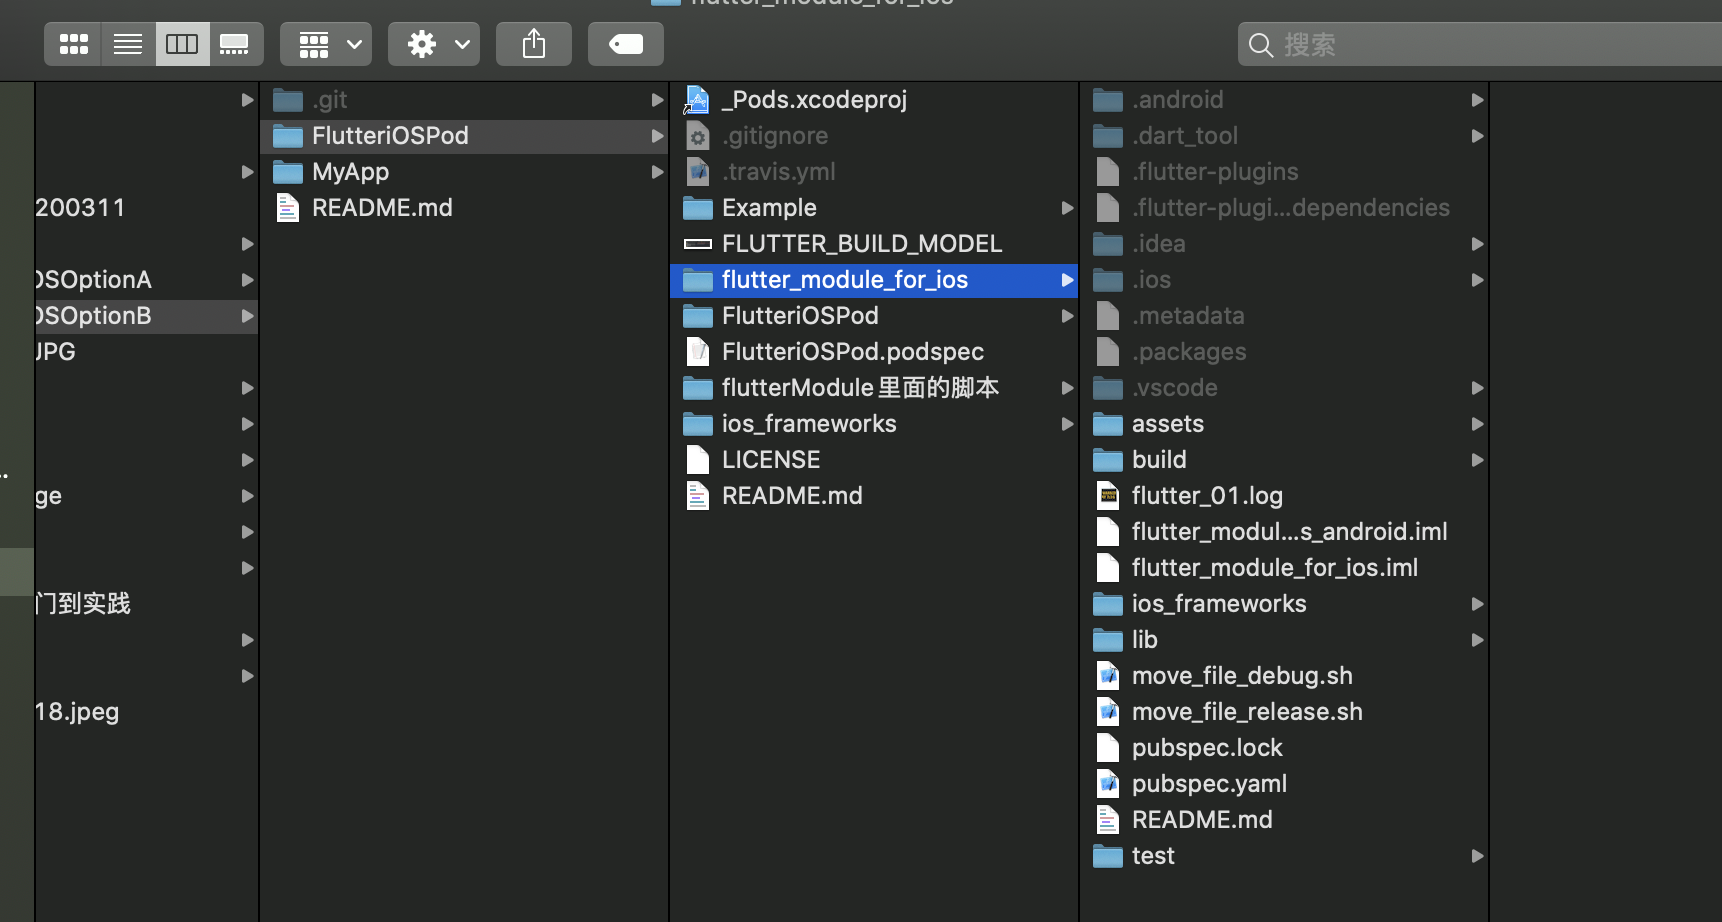 flutter_module_for_ios
搜索
200311
OSOptionA
OSOptionB
JPG
..
ge
门到实践
18.jpeg
.git
FlutteriOSPod
MyApp
README.md
_Pods.xcodeproj
.gitignore
.travis.yml
Example
FLUTTER_BUILD_MODEL
flutter_module_for_ios
FlutteriOSPod
FlutteriOSPod.podspec
flutterModule里面的脚本
ios_frameworks
LICENSE
README.md
.android
.dart_tool
.flutter-plugins
.flutter-plugi...dependencies
.idea
.ios
.metadata
.packages
.vscode
assets
build
flutter_01.log
flutter_modul...s_android.iml
flutter_module_for_ios.iml
ios_frameworks
lib
move_file_debug.sh
move_file_release.sh
pubspec.lock
pubspec.yaml
README.md
test